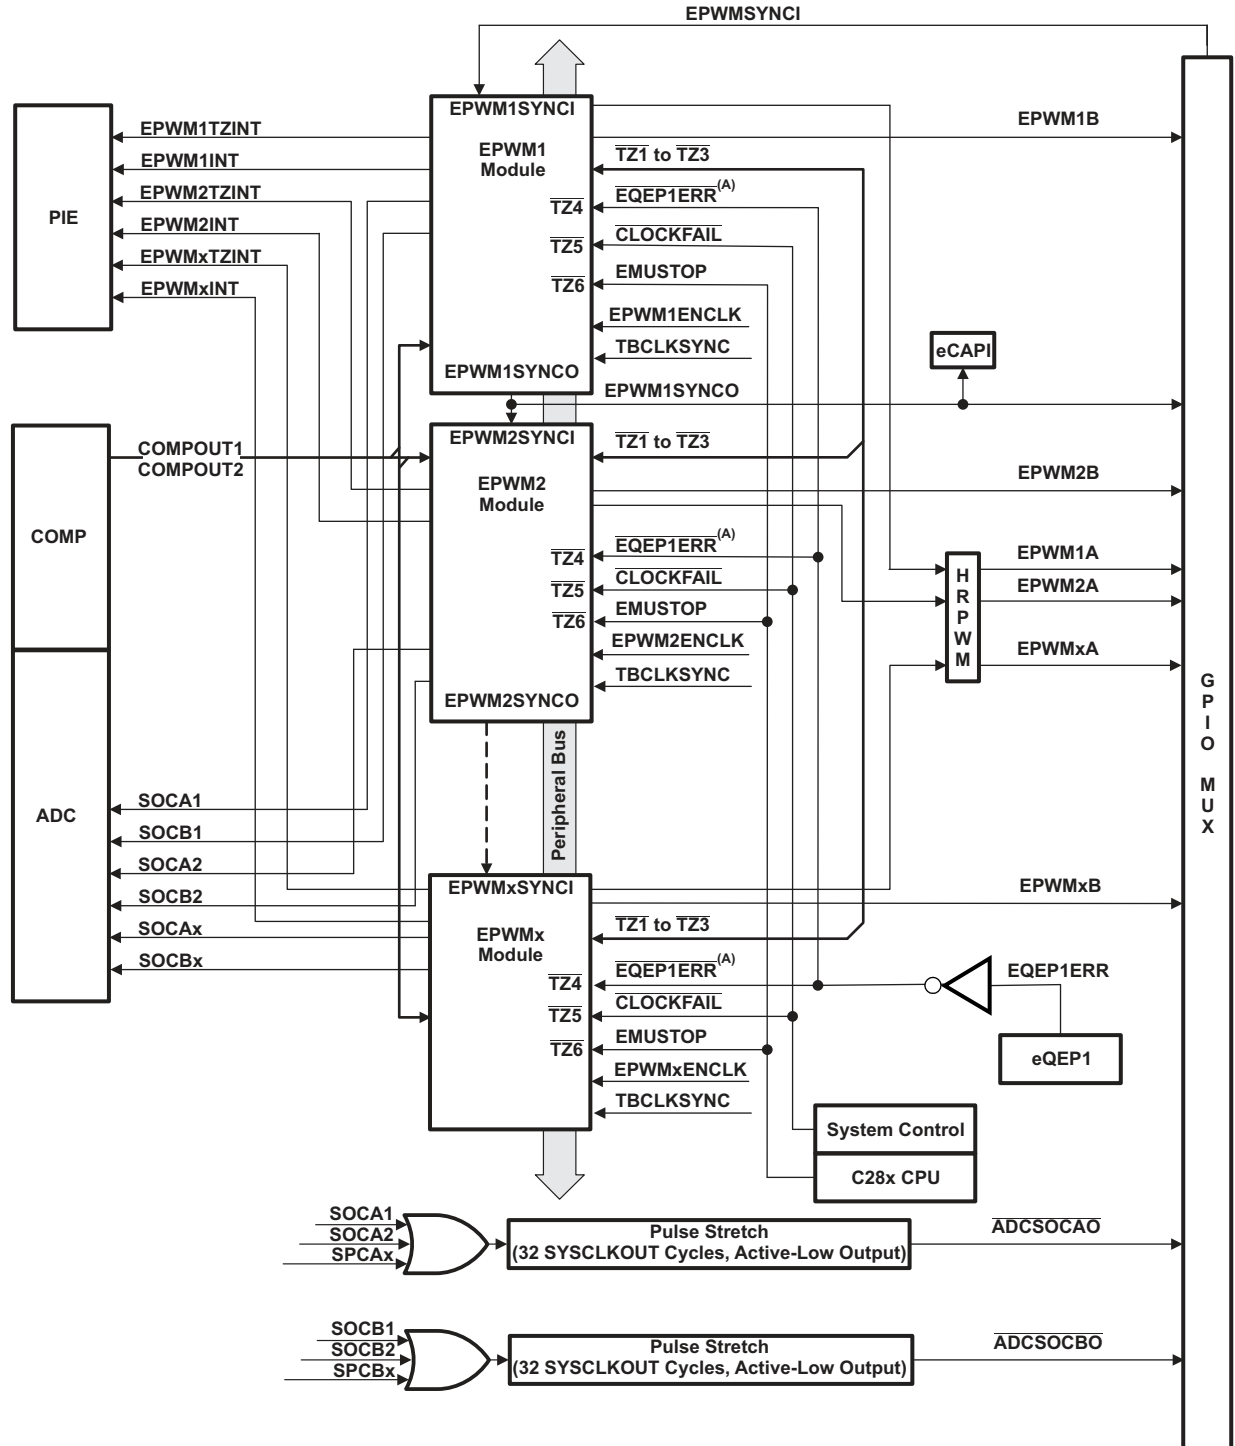 EPWMSYNCI
EPWM1SYNCI
EPWM1B
EPWM1TZINT
EPWM1INT
EPWM2TZINT
EPWM2INT
EPWMxTZINT
EPWMxINT
PIE
EPWM1
Module
TZ1 to TZ3
TZ4
EQEP1ERR(A)
TZ5
CLOCKFAIL
TZ6
EMUSTOP
EPWM1ENCLK
TBCLKSYNC
EPWM1SYNCO
eCAPI
EPWM1SYNCO
EPWM2SYNCI
TZ1 to TZ3
COMPOUT1
COMPOUT2
EPWM2
Module
EPWM2B
COMP
TZ4
EQEP1ERR(A)
TZ5
CLOCKFAIL
TZ6
EMUSTOP
EPWM2ENCLK
TBCLKSYNC
EPWM2SYNCO
HRPWM
EPWM1A
EPWM2A
EPWMxA
GPIO MUX
Peripheral Bus
ADC
SOCA1
SOCB1
SOCA2
SOCB2
SOCAx
SOCBx
EPWMxSYNCI
EPWMxB
EPWMx
Module
TZ1 to TZ3
TZ4
EQEP1ERR(A)
TZ5
CLOCKFAIL
TZ6
EMUSTOP
EPWMxENCLK
TBCLKSYNC
EQEP1ERR
eQEP1
System Control
C28x CPU
SOCA1
SOCA2
SPCAx
Pulse Stretch
(32 SYSCLKOUT Cycles, Active-Low Output)
ADCSOCAO
SOCB1
SOCB2
SPCBx
Pulse Stretch
(32 SYSCLKOUT Cycles, Active-Low Output)
ADCSOCBO